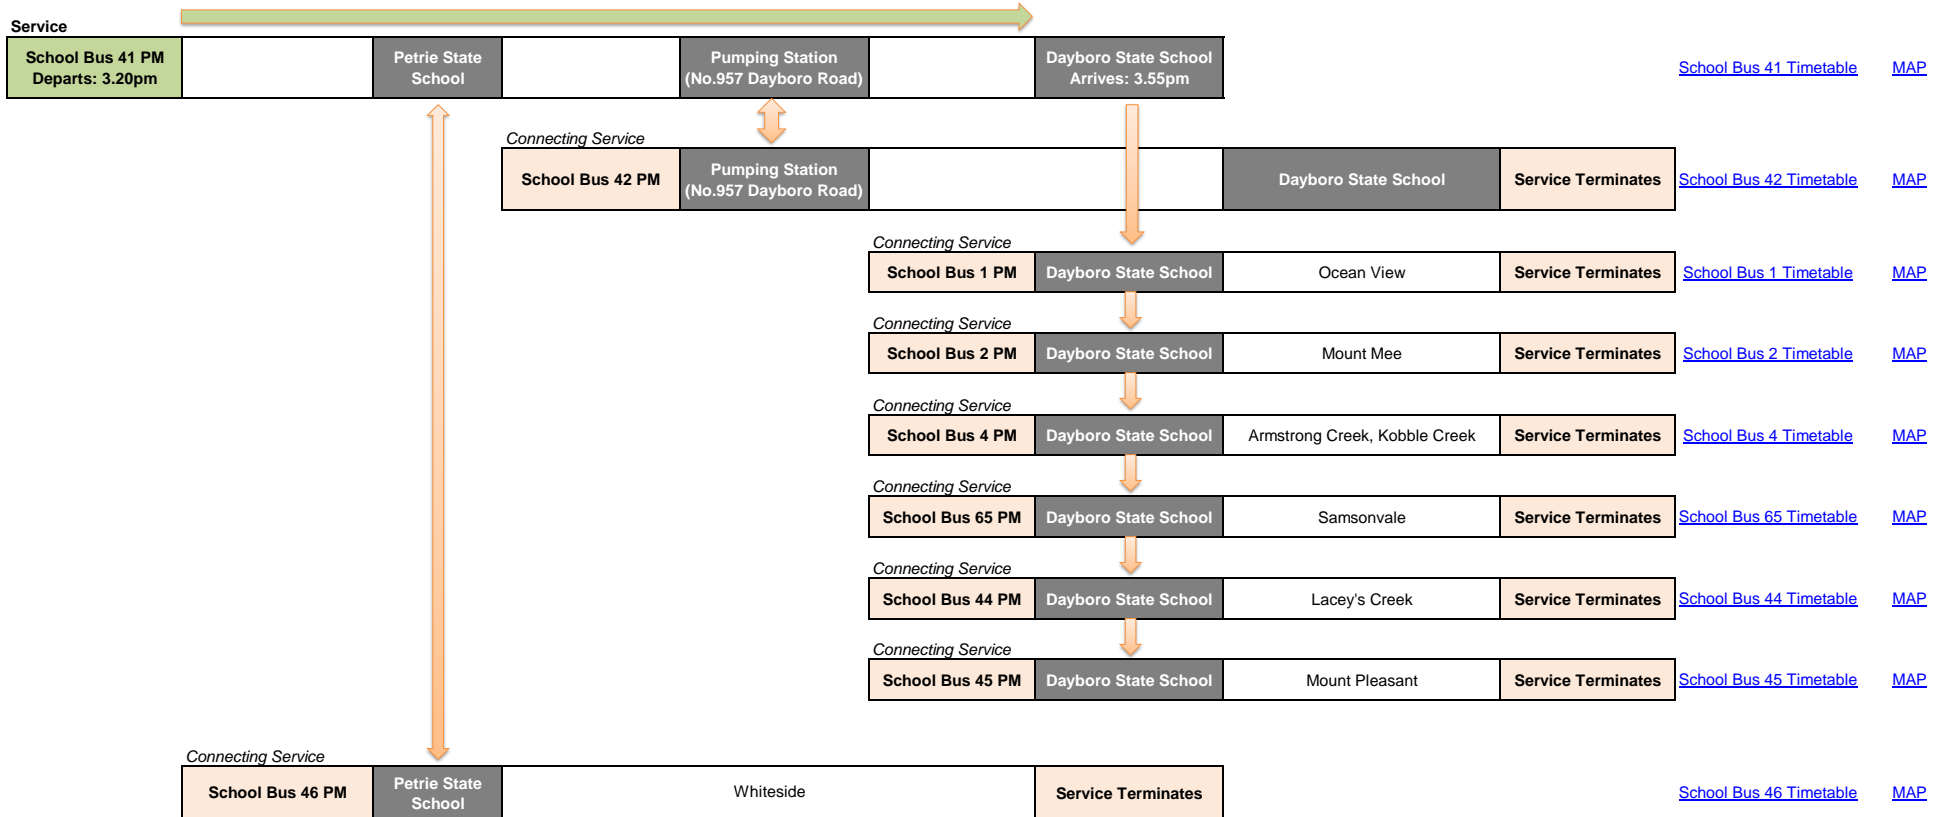 Service
School Bus 41 PM
Departs: 3.20pm
Petrie State
School
Pumping Station
(No.957 Dayboro Road)
Dayboro State School
Arrives: 3.55pm
School Bus 41 Timetable
MAP
Connecting Service
School Bus 42 PM
Pumping Station
(No.957 Dayboro Road)
Dayboro State School
Service Terminates
School Bus 42 Timetable
MAP
Connecting Service
School Bus 1 PM
Dayboro State School
Ocean View
Service Terminates
School Bus 1 Timetable
MAP
Connecting Service
School Bus 2 PM
Dayboro State School
Mount Mee
Service Terminates
School Bus 2 Timetable
MAP
Connecting Service
School Bus 4 PM
Dayboro State School
Armstrong Creek, Kobble Creek
Service Terminates
School Bus 4 Timetable
MAP
Connecting Service
School Bus 65 PM
Dayboro State School
Samsonvale
Service Terminates
School Bus 65 Timetable
MAP
Connecting Service
School Bus 44 PM
Dayboro State School
Lacey's Creek
Service Terminates
School Bus 44 Timetable
MAP
Connecting Service
School Bus 45 PM
Dayboro State School
Mount Pleasant
Service Terminates
School Bus 45 Timetable
MAP
Connecting Service
School Bus 46 PM
Petrie State
School
Whiteside
Service Terminates
School Bus 46 Timetable
MAP